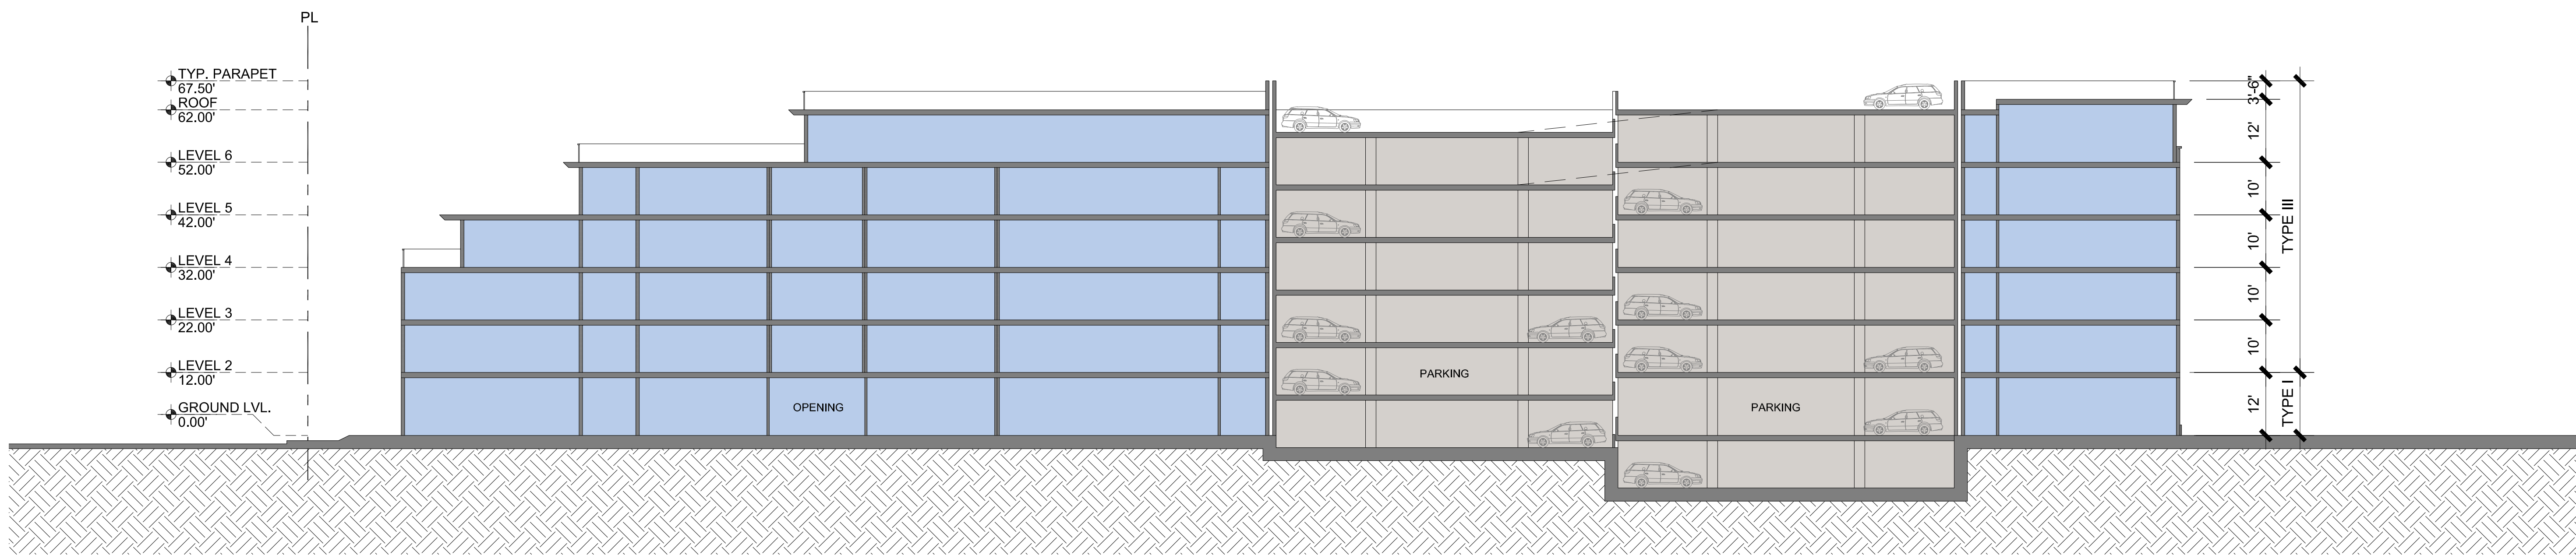 PL
TYP. PARAPET
67.50'
ROOF
62.00'
LEVEL 6
52.00'
LEVEL 5
42.00'
LEVEL 4
32.00'
LEVEL 3
22.00'
LEVEL 2
12.00'
GROUND LVL.
0.00'
OPENING
PARKING
PARKING
3'-6"
12'
10'
10'
10'
10'
12'
TYPE III
TYPE I